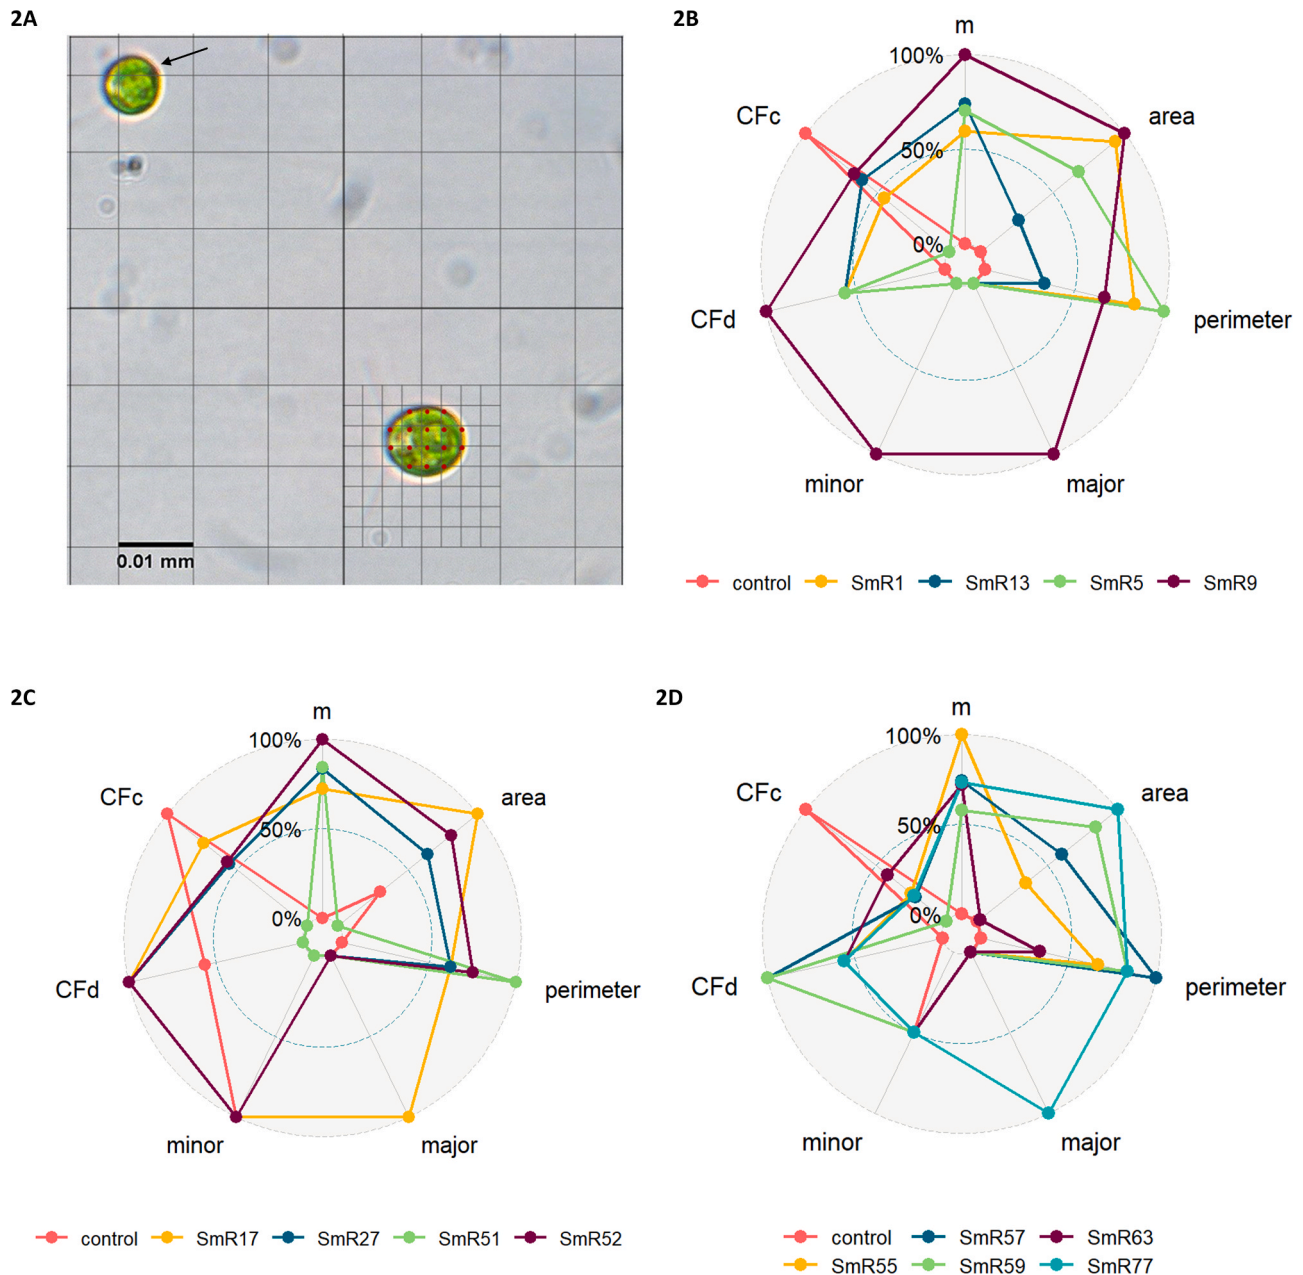 2A
0.01 mm
2B
m
100%
CFc
area
50%
0%
CFd
perimeter
minor
major
control SmR1 SmR13 SmR5 SmR9
2C
m
100%
CFc
area
50%
0%
CFd
perimeter
minor
major
control SmR17 SmR27 SmR51 SmR52
2D
m
100%
CFc
area
50%
0%
CFd
perimeter
minor
major
control SmR57 SmR63
SmR55 SmR59 SmR77